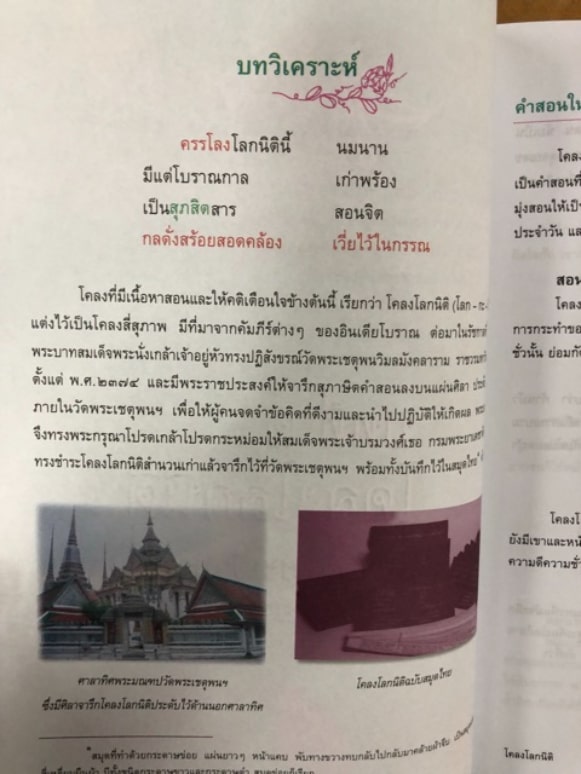 บทวิเคราะห์
ครรโลงโลกนิตินี้ นมนาน
มีแต่โบราณกาล เก่าพร้อง
เป็นสุภสิตสาร สอนจิต
กลดั่งสร้อยสอดคล้อง เวี่ยไว้ในกรรณ
โคลงที่มีเนื้อหาสอนและให้คติเตือนใจข้างต้นนี้ เรียกว่า โคลงโลกนิติ (โลก - กะ-
แต่งไว้เป็นโคลงสี่สุภาพ มีที่มาจากคัมภีร์ต่างๆ ของอินเดียโบราณ ต่อมาในรัชกาล
พระบาทสมเด็จพระนั่งเกล้าเจ้าอยู่หัวทรงปฏิสังขรณ์วัดพระเชตุพนวิมลมังคลาราม
ตั้งแต่ พ.ศ.๒๓๗๔ และมีพระราชประสงค์ให้จารึกสุภาษิตคำสอนลงบนแผ่นศิลา
ภายในวัดพระเชตุพนฯ เพื่อให้ผู้คนจดจำข้อคิดที่ดีงามและนำไปปฏิบัติให้เกิดผล
จึงทรงพระกรุณาโปรดเกล้าโปรดกระหม่อมให้สมเด็จพระเจ้าบรมวงศ์เธอ กรมพระยาเดชา
ทรงชำระโคลงโลกนิติสำนวนเก่าแล้วจารึกไว้ที่วัดพระเชตุพนฯ พร้อมทั้งบันทึกไว้ในสมุดไทย*
ศาลาทิศพระมณฑปวัดพระเชตุพนฯ
ซึ่งมีศิลาจารึกโคลงโลกนิติประดับไว้ด้านนอกศาลาทิศ
โคลงโลกนิติฉบับสมุดไทย
*สมุดที่ทำด้วยกระดาษข่อย แผ่นยาวๆ หน้าแคบ พับทางขวางทบกลับไปกลับมาคล้ายผ้าจีบ
คำสอนใน
โคลง
เป็นคำสอนที่
มุ่งสอนให้เป็
ประจำวัน แล
สอน
โคลง
การกระทำขอ
ชั่วนั้น ย่อมก
โคลงโ
ยังมีเขาและหน
ความดีความชั่
โคลงโลกนิติ